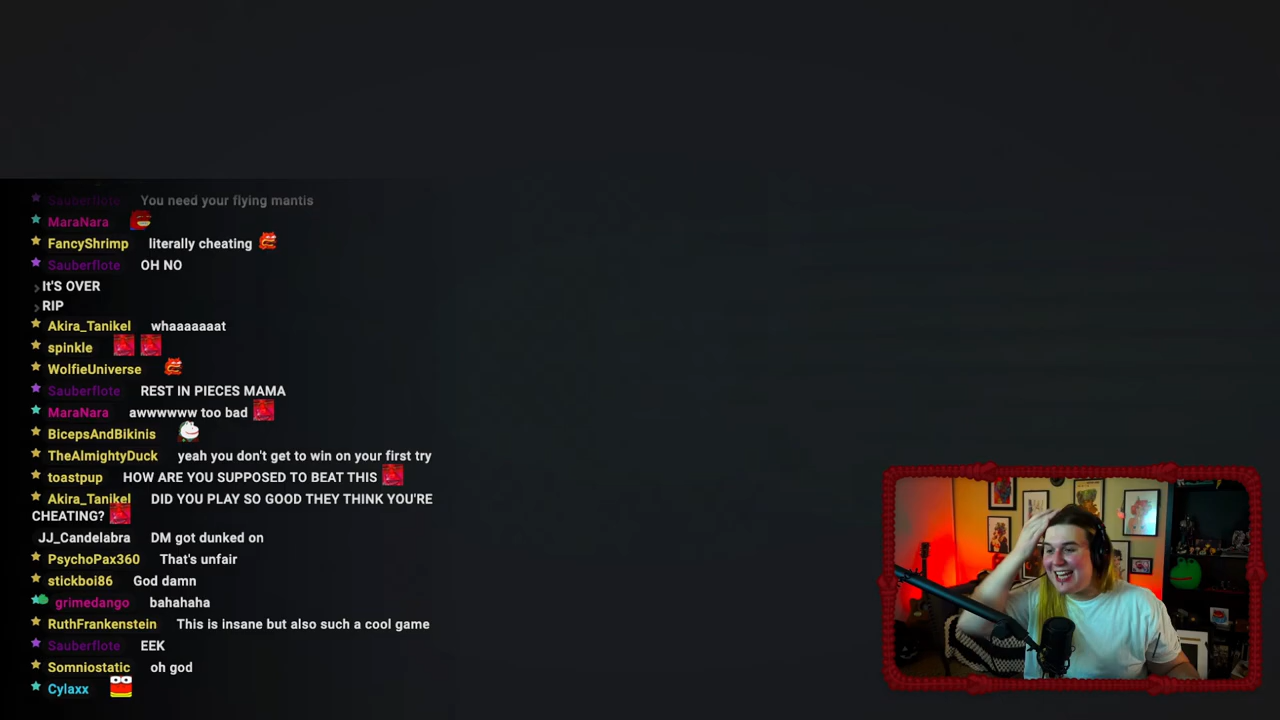 Sauberflote You need your flying mantis
MaraNara
FancyShrimp literally cheating
Sauberflote OH NO
It'S OVER
RIP
Akira_Tanikel whaaaaaaat
spinkle
WolfieUniverse
Sauberflote REST IN PIECES MAMA
MaraNara awwwwww too bad
BicepsAndBikinis
TheAlmightyDuck yeah you don't get to win on your first try
toastpup HOW ARE YOU SUPPOSED TO BEAT THIS
Akira_Tanikel DID YOU PLAY SO GOOD THEY THINK YOU'RE
CHEATING?
JJ_Candelabra DM got dunked on
PsychoPax360 That's unfair
stickboi86 God damn
grimedango bahahaha
RuthFrankenstein This is insane but also such a cool game
Sauberflote EEK
Somniostatic oh god
Cylaxx